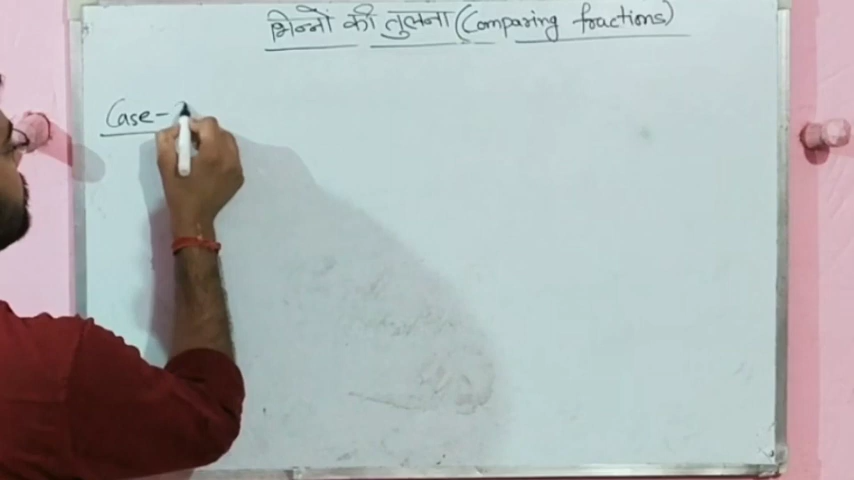 भिन्नों की तुलना (Comparing fractions)
Case-